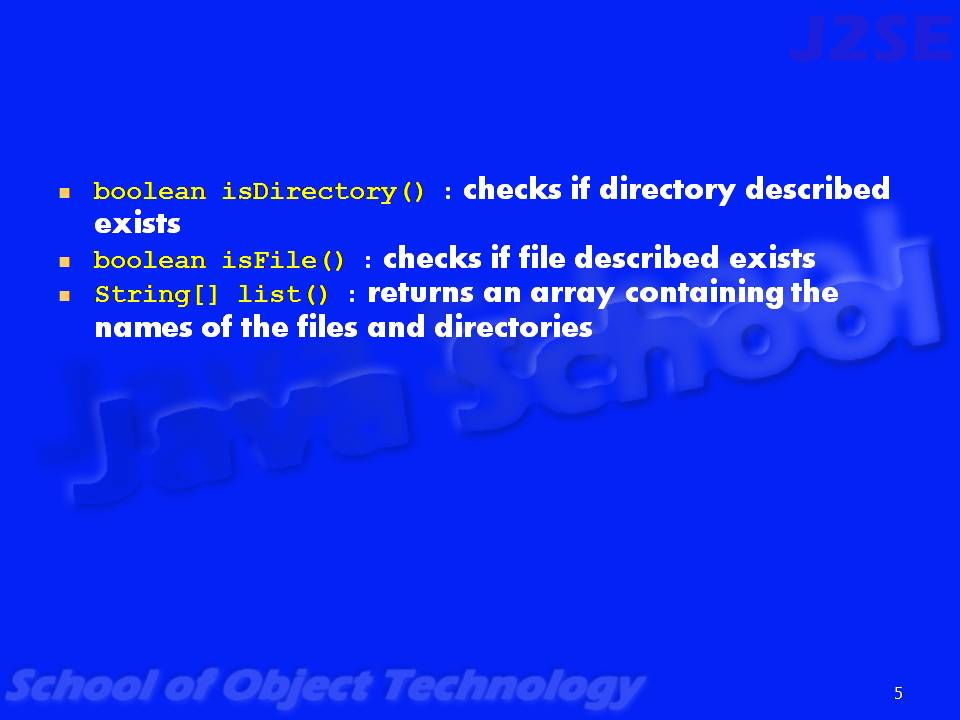 J2SE
boolean isDirectory() : checks if directory described
exists
boolean isFile() : checks if file described exists
String[] list() : returns an array containing the
names of the files and directories
Java School
School of Object Technology
5